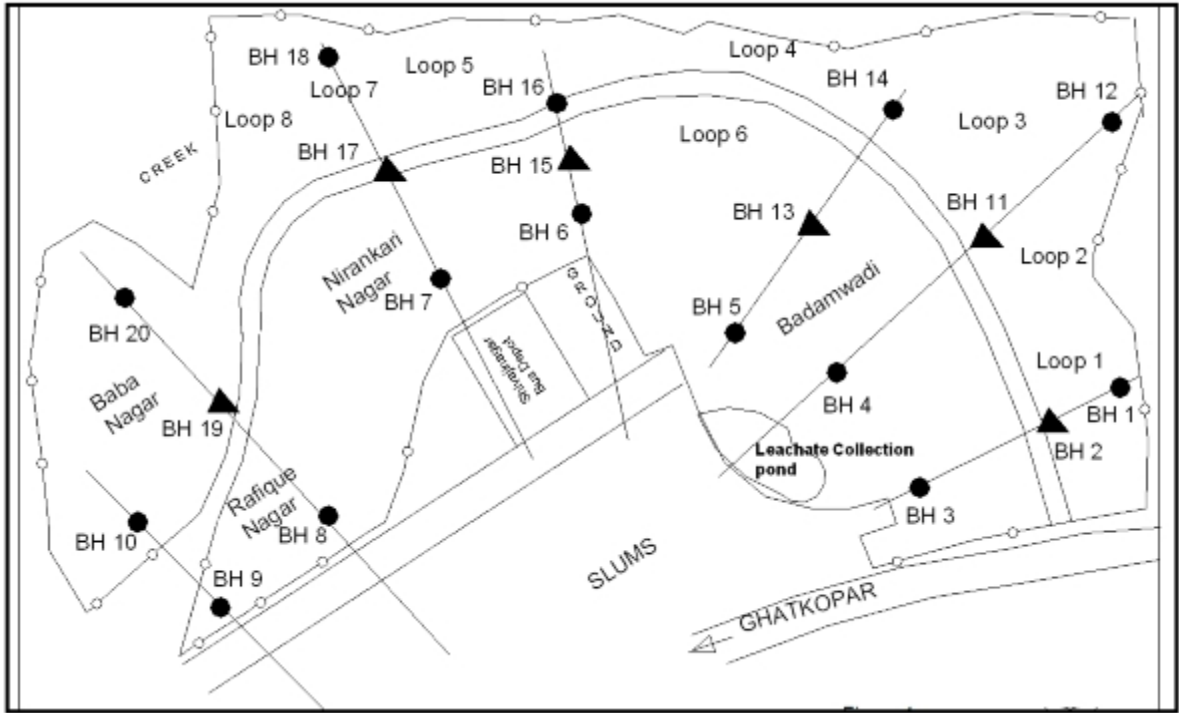 BH 18
Loop 5
Loop 4
BH 14
BH 16
Loop 7
BH 12
Loop 8
Loop 6
Loop 3
CREEK
BH 17
BH 15
BH 11
BH 13
BH 6
Nirankari
Nagar
BH 7
GROUND
Loop 2
BH 20
BH 5
Badamwadi
Shivajinagar
Bus Depot
Loop 1
Baba
Nagar
BH 4
BH 1
BH 19
BH 2
Leachate Collection
pond
Rafique
Nagar
BH 8
BH 3
BH 10
SLUMS
BH 9
GHATKOPAR